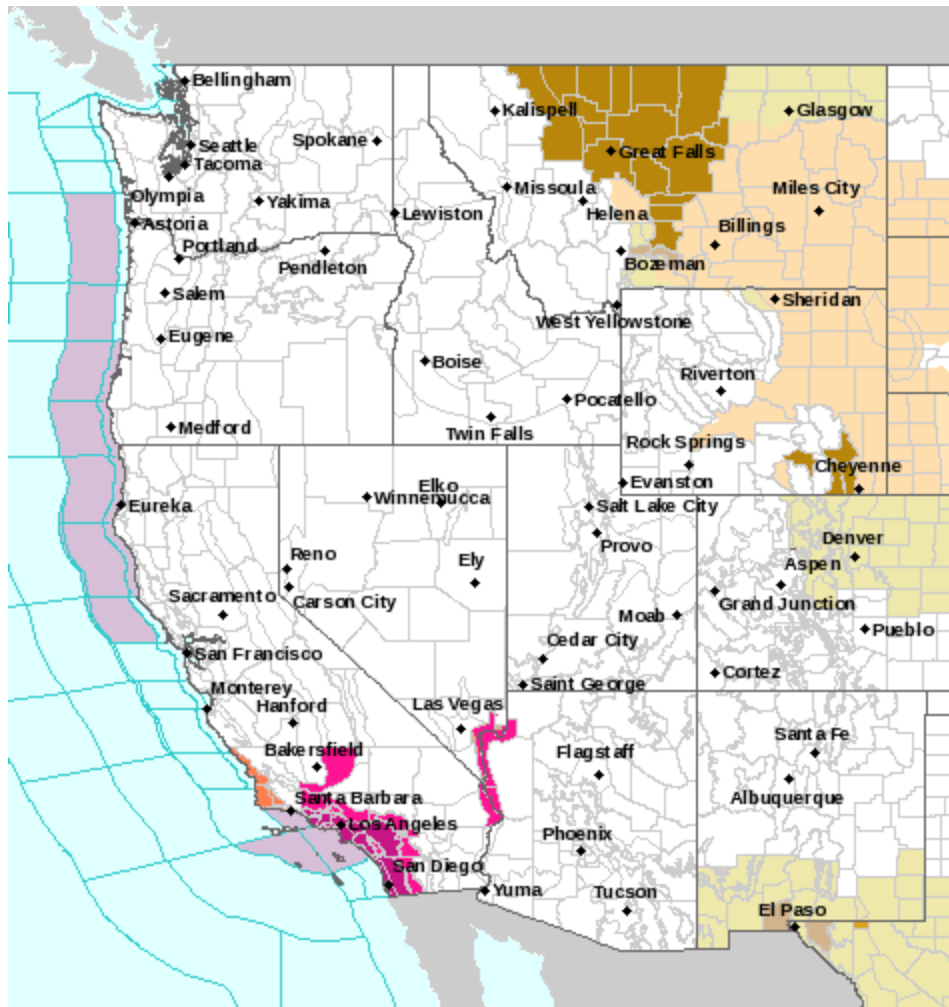 Bellingham
Kalispell
Glasgow
Seattle
Spokane
Great Falls
Tacoma
Olympia
Missoula
Miles City
Yakima
Lewiston
Helena
Astoria
Billings
Portland
Pendleton
Bozeman
Salem
Sheridan
West Yellowstone
Eugene
Boise
Riverton
Pocatello
Medford
Twin Falls
Rock Springs
Cheyenne
Elko
Evanston
Winnemucca
Eureka
Salt Lake City
Provo
Denver
Reno
Ely
Aspen
Sacramento
Carson City
Grand Junction
Moab
Pueblo
Cedar City
San Francisco
Cortez
Saint George
Monterey
Hanford
Las Vegas
Bakersfield
Flagstaff
Santa Fe
Santa Barbara
Albuquerque
Los Angeles
Phoenix
San Diego
Yuma
Tucson
El Paso